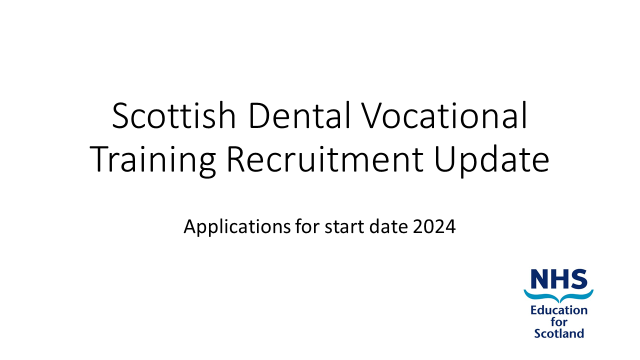 Scottish Dental Vocational
Training Recruitment Update
Applications for start date 2024
NHS
Education
for
Scotland